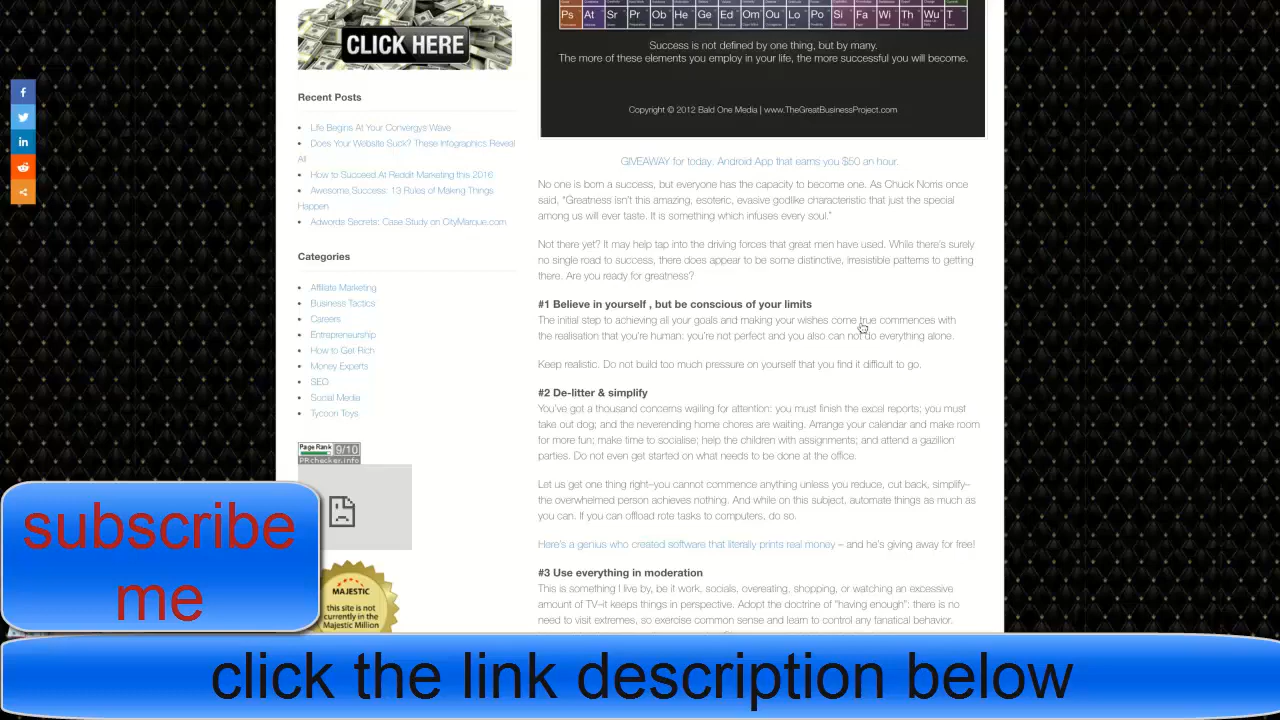 CLICK HERE
Recent Posts
Life Begins At Your Convergys Wave
Does Your Website Suck? These Infographics Reveal
All
How to Succeed At Reddit Marketing this 2016
Awesome Success: 13 Rules of Making Things
Happen
Adwords Secrets: Case Study on CityMarque.com
Categories
Affiliate Marketing
Business Tactics
Careers
Entrepreneurship
How to Get Rich
Money Experts
SEO
Social Media
Tycoon Toys
Page Rank 9/10
PRchecker.info
MAJESTIC
this site is not
currently in the
Majestic Million
Ps At Sr Pr Ob He Ge Ed Om Ou Lo Po Si Fa Wi Th Wu T
Success is not defined by one thing, but by many.
The more of these elements you employ in your life, the more successful you will become.
Copyright © 2012 Bald One Media | www.TheGreatBusinessProject.com
GIVEAWAY for today: Android App that earns you $50 an hour.
No one is born a success, but everyone has the capacity to become one. As Chuck Norris once
said, "Greatness isn't this amazing, esoteric, evasive godlike characteristic that just the special
among us will ever taste. It is something which infuses every soul."
Not there yet? It may help tap into the driving forces that great men have used. While there's surely
no single road to success, there does appear to be some distinctive, irresistible patterns to getting
there. Are you ready for greatness?
#1 Believe in yourself , but be conscious of your limits
The initial step to achieving all your goals and making your wishes come true commences with
the realisation that you're human: you're not perfect and you also can not do everything alone.
Keep realistic. Do not build too much pressure on yourself that you find it difficult to go.
#2 De-litter & simplify
You've got a thousand concerns wailing for attention: you must finish the excel reports; you must
take out dog; and the neverending home chores are waiting. Arrange your calendar and make room
for more fun; make time to socialise; help the children with assignments; and attend a gazillion
parties. Do not even get started on what needs to be done at the office.
Let us get one thing right–you cannot commence anything unless you reduce, cut back, simplify–
the overwhelmed person achieves nothing. And while on this subject, automate things as much as
you can. If you can offload rote tasks to computers, do so.
Here's a genius who created software that literally prints real money – and he's giving away for free!
#3 Use everything in moderation
This is something I live by, be it work, socials, overeating, shopping, or watching an excessive
amount of TV–it keeps things in perspective. Adopt the doctrine of "having enough": there is no
need to visit extremes, so exercise common sense and learn to control any fanatical behavior.
subscribe
me
click the link description below